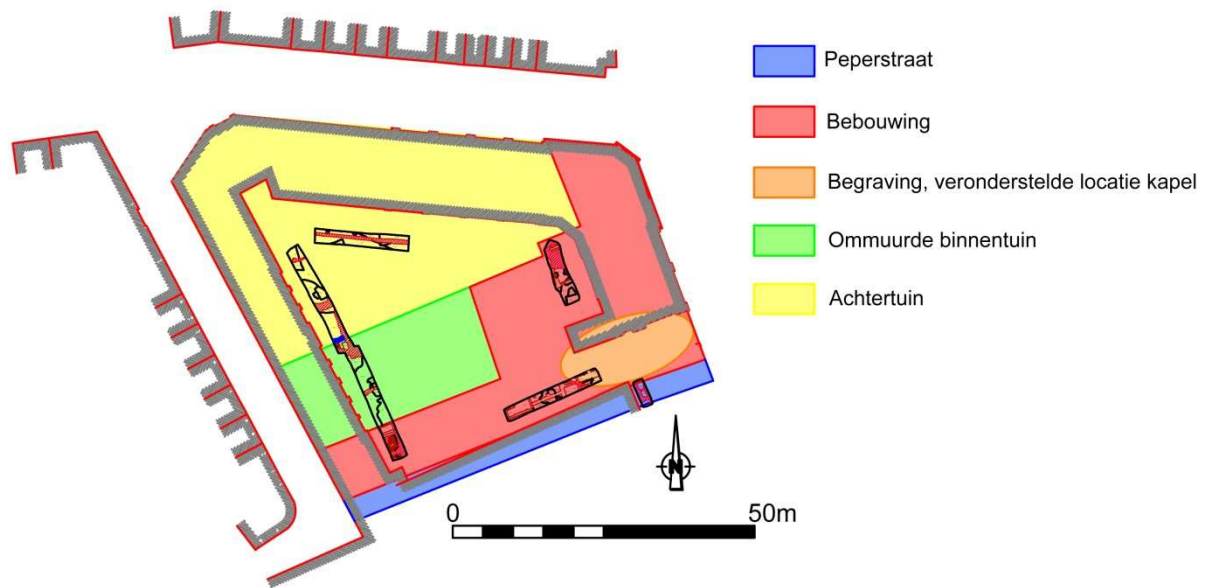 Peperstraat
Bebouwing
Begraving, veronderstelde locatie kapel
Ommuurde binnentuin
Achtertuin
N
0 50m